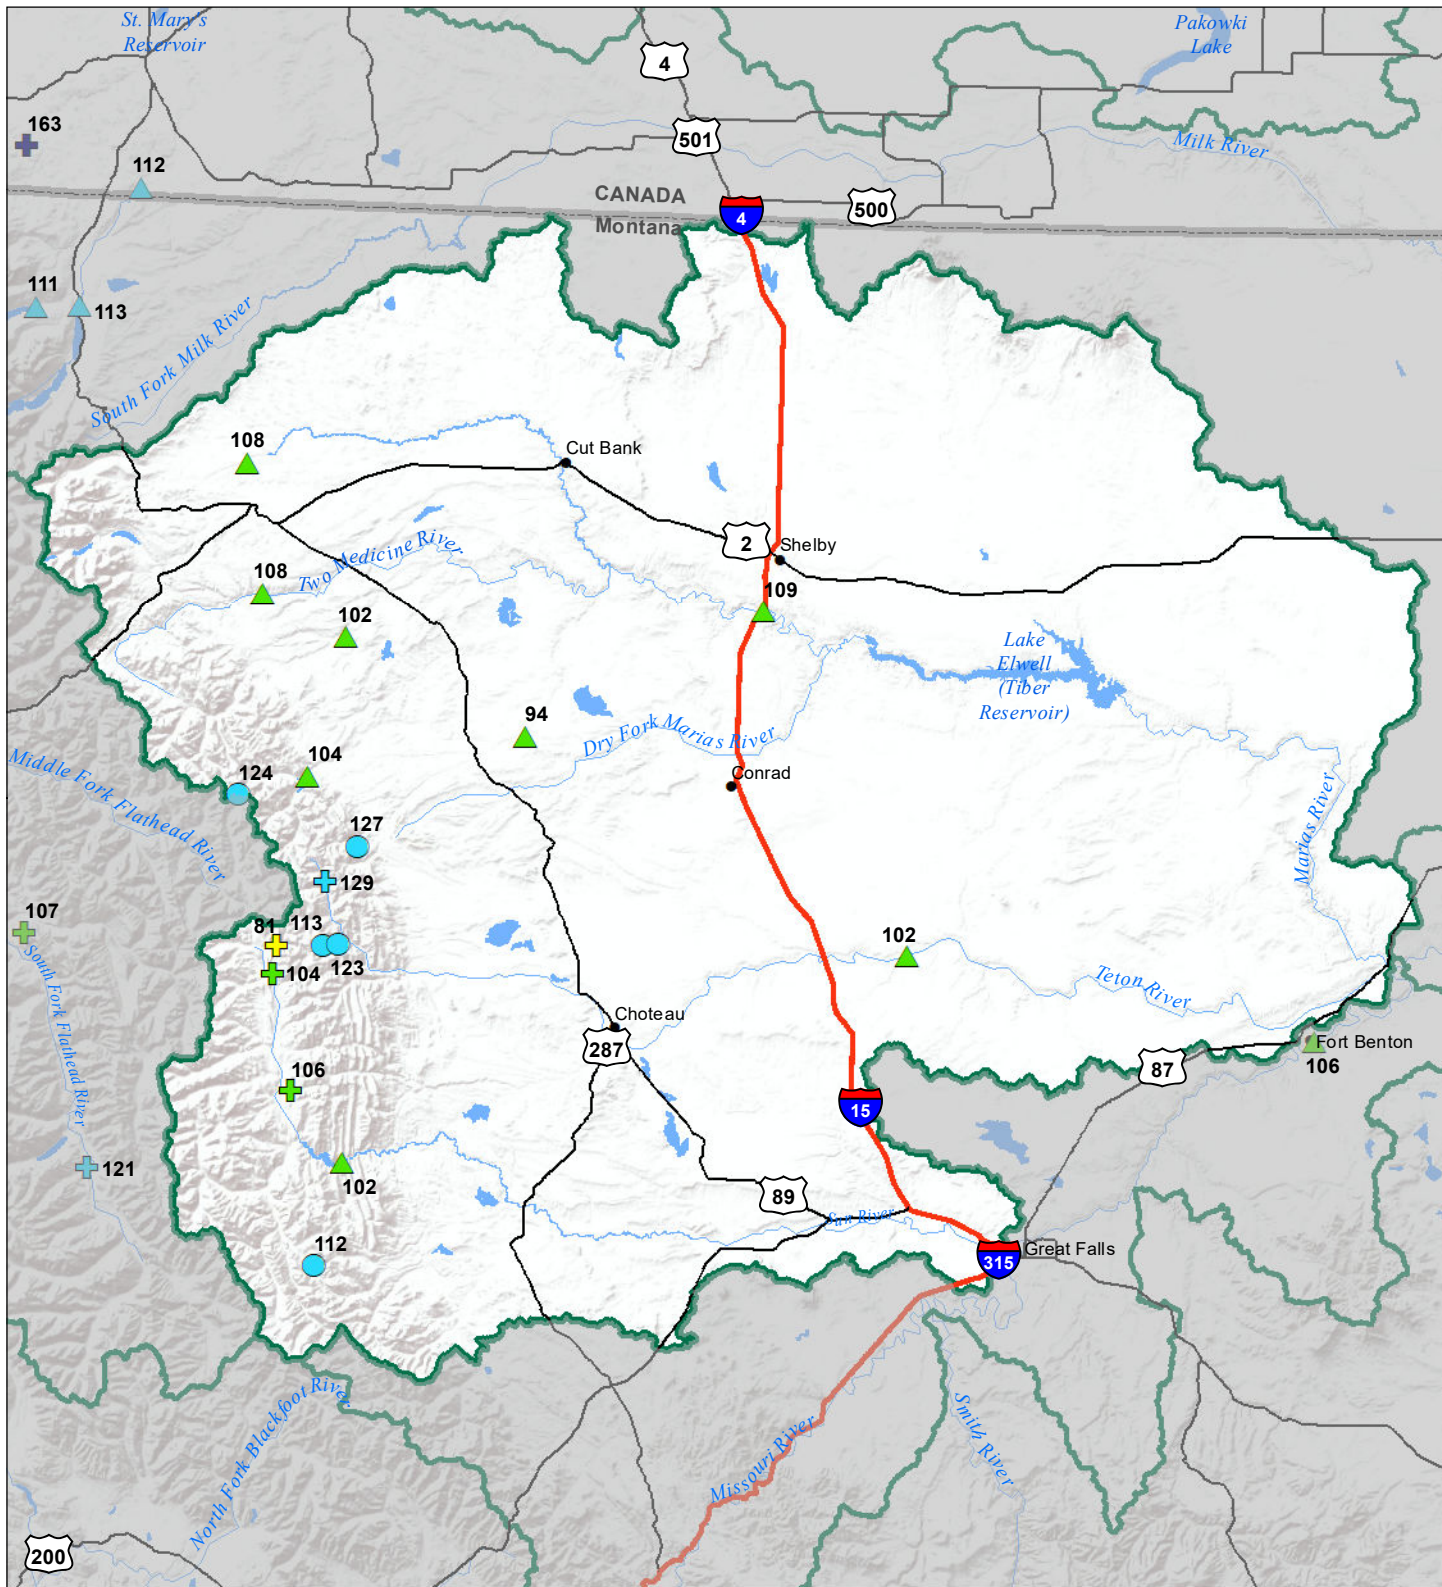 St. Mary's
Reservoir
Pakowki
Lake
4
163
501
Milk River
112
CANADA
Montana
4
500
111
113
South Fork Milk River
108
Cut Bank
2
Shelby
108
Two Medicine River
102
109
Lake
Elwell
(Tiber
Reservoir)
94
Dry Fork Marias River
Middle Fork Flathead River
124
104
Conrad
127
Marias River
129
107
81
113
123
104
102
South Fork Flathead River
Teton River
Choteau
287
Fort Benton
106
87
106
15
121
102
89
Sun River
112
Great Falls
315
North Fork Blackfoot River
Missouri River
Smith River
200